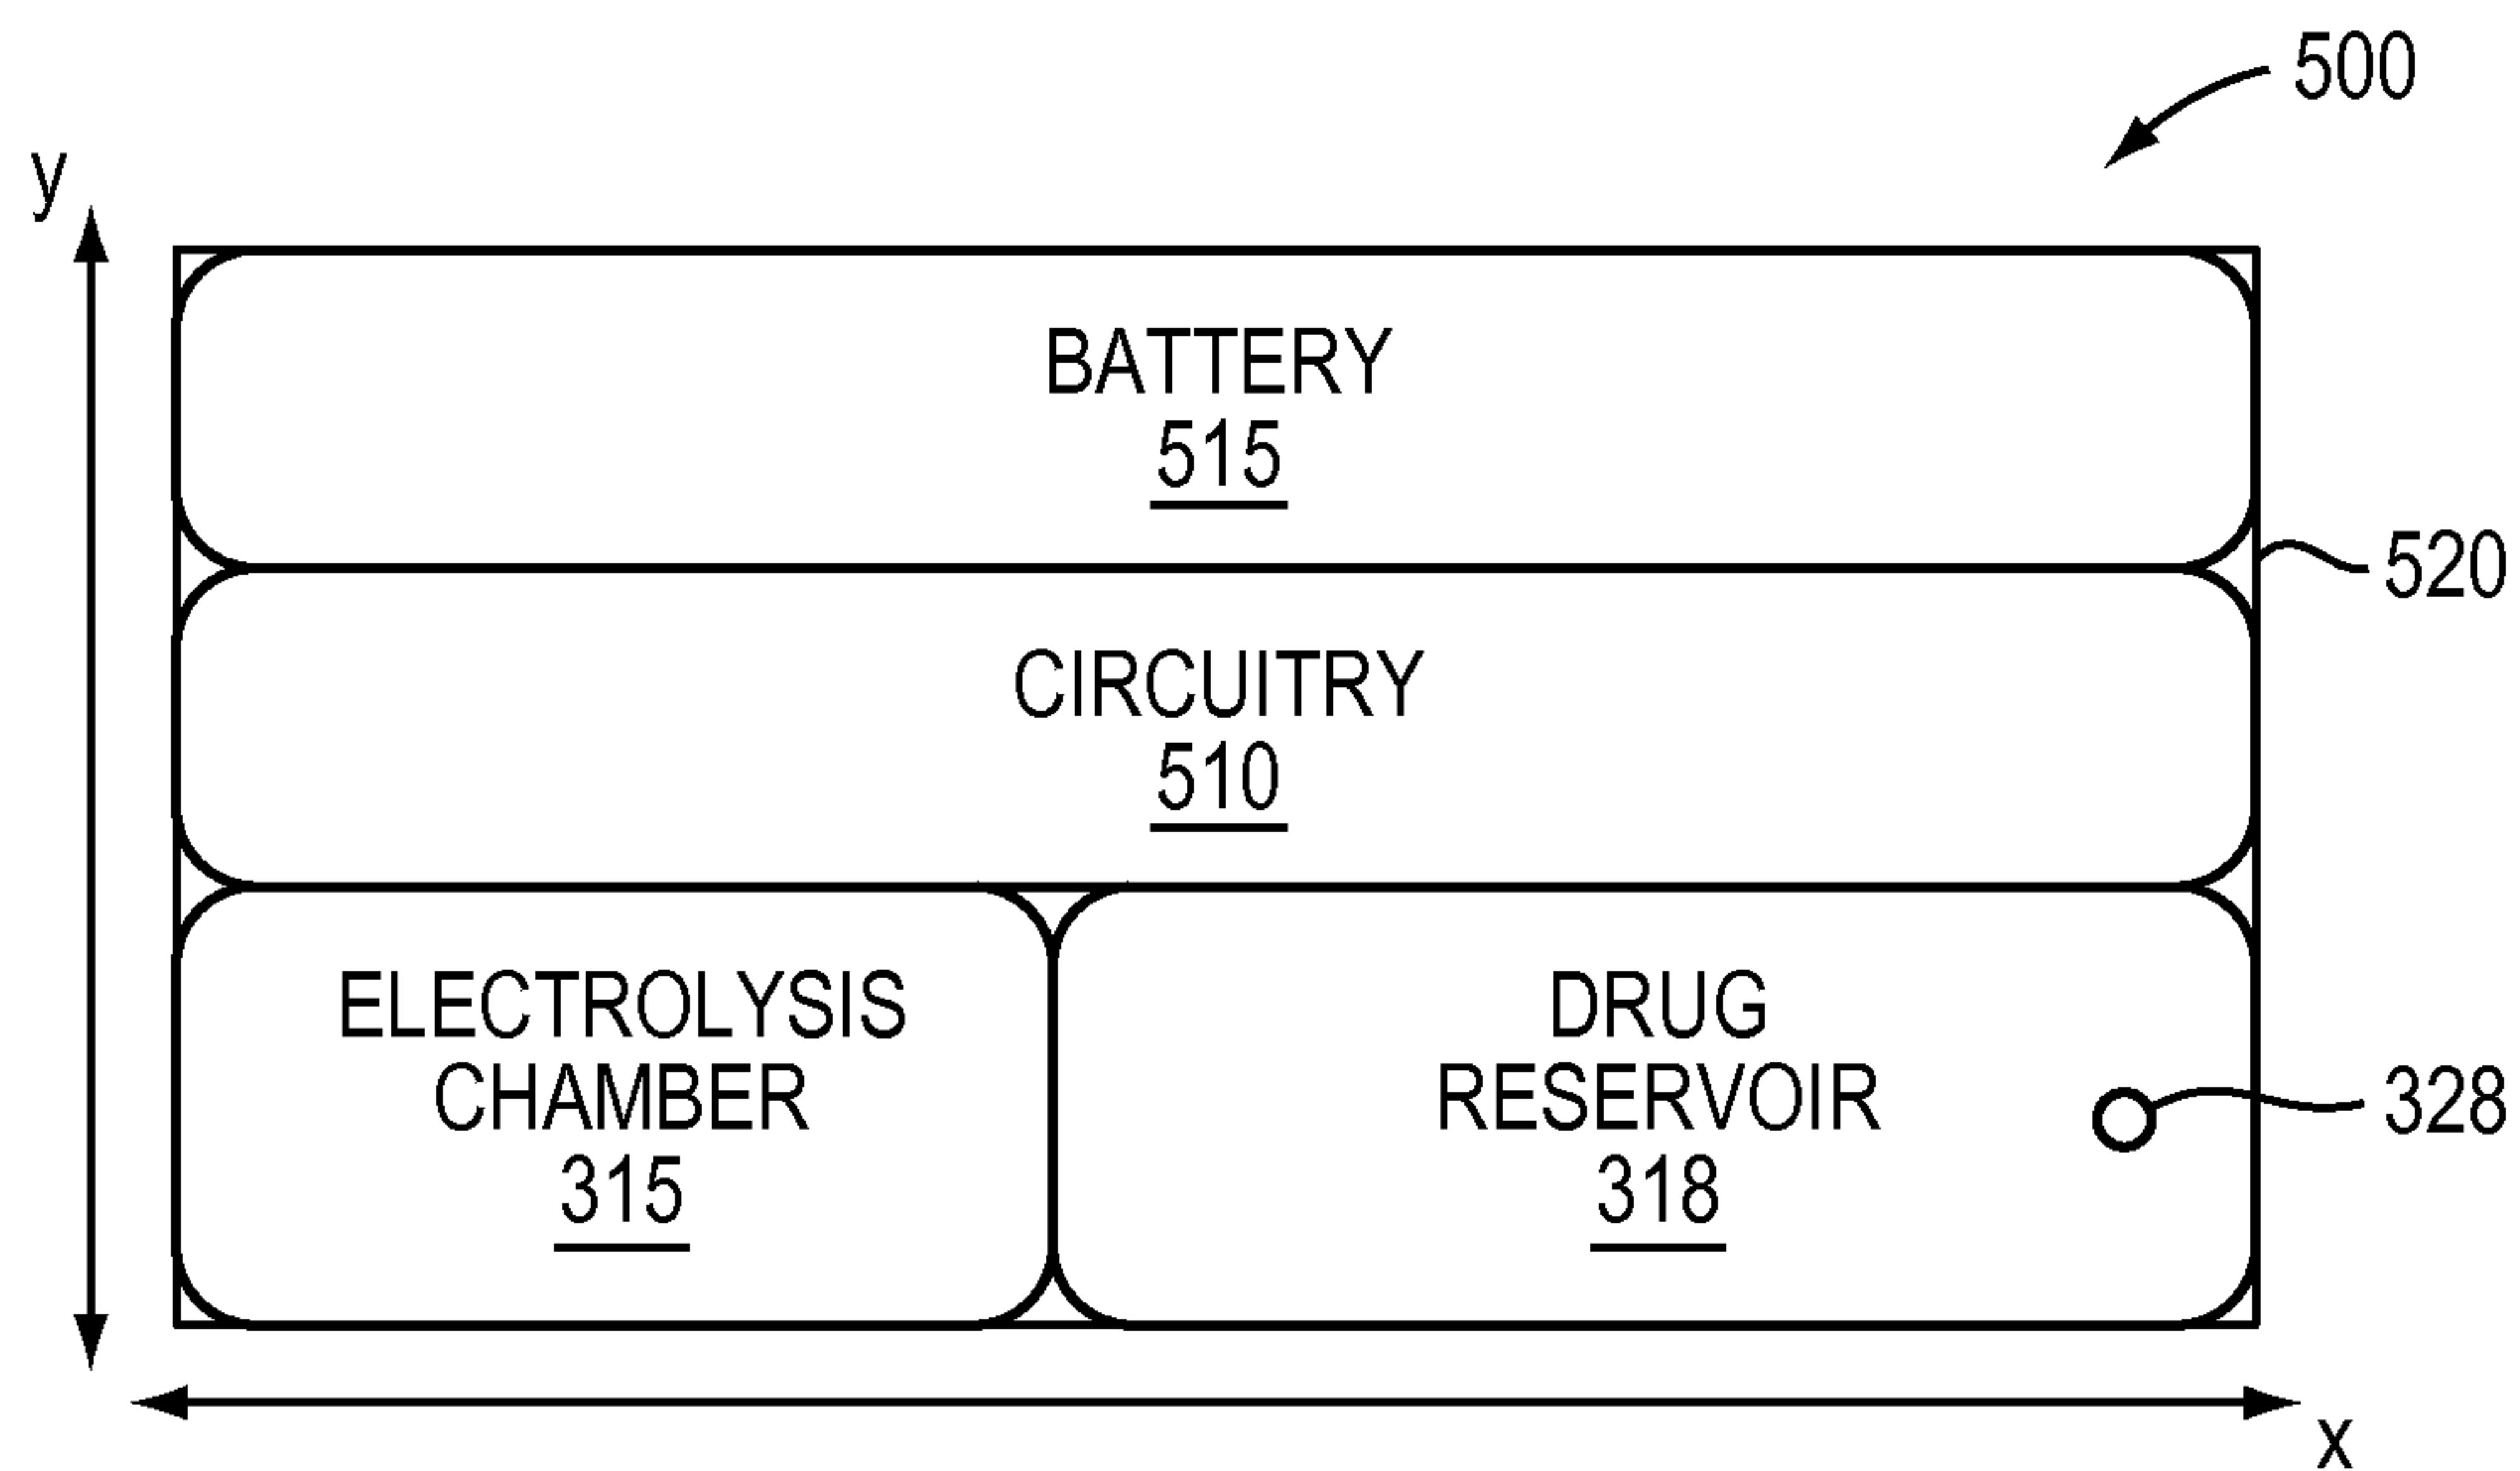 500
y
BATTERY
515
520
CIRCUITRY
510
ELECTROLYSIS
CHAMBER
315
DRUG
RESERVOIR
318
328
x